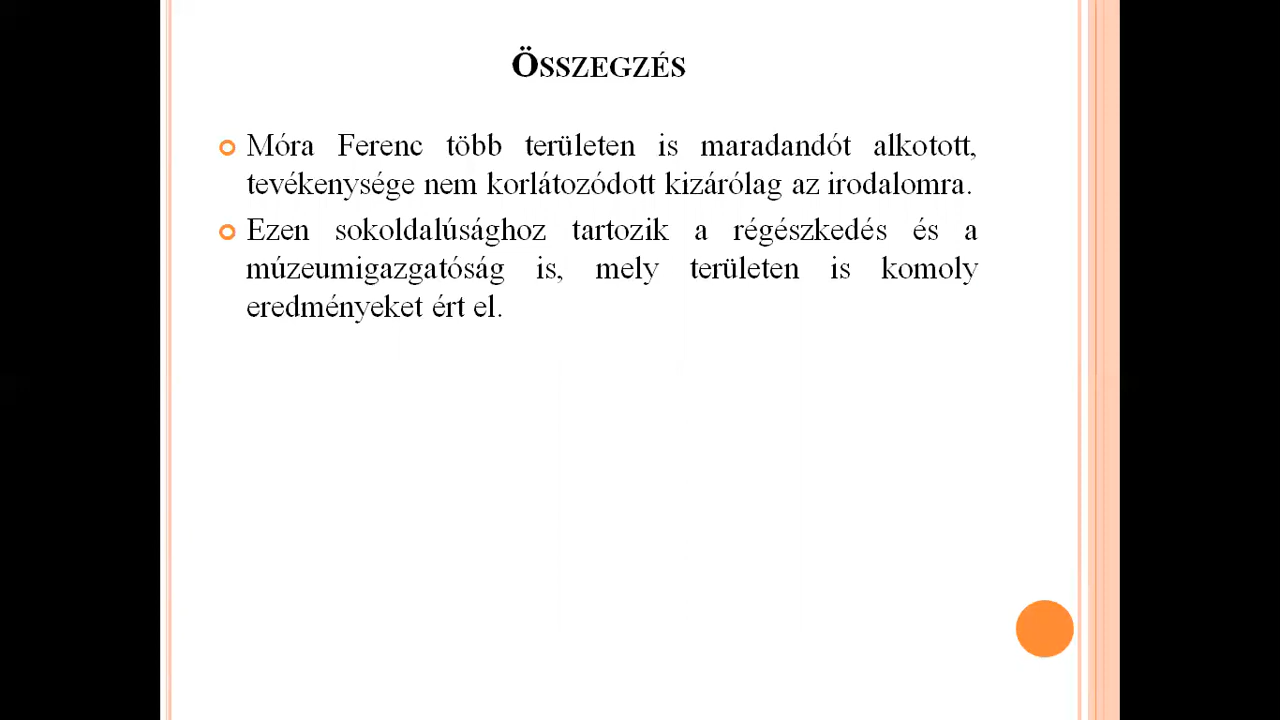 Összegzés
Móra Ferenc több területen is maradandót alkotott,
tevékenysége nem korlátozódott kizárólag az irodalomra.
Ezen sokoldalúsághoz tartozik a régészkedés és a
múzeumigazgatóság is, mely területen is komoly
eredményeket ért el.